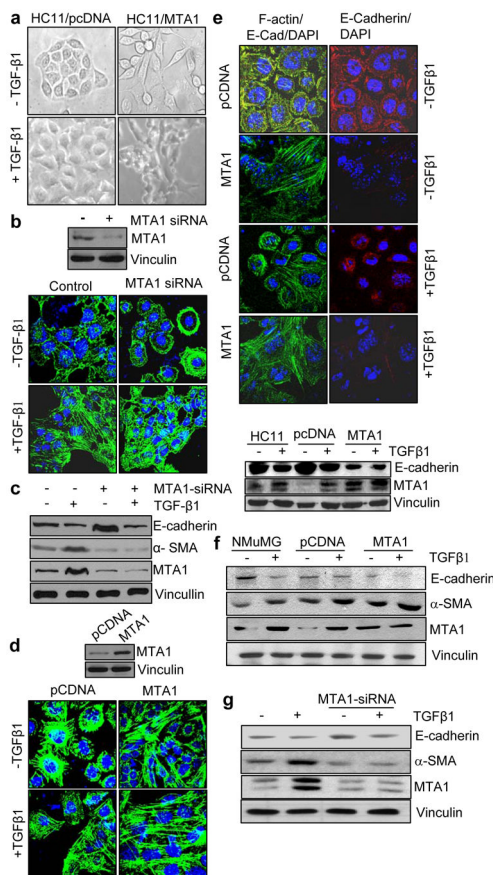 a
HC11/pcDNA HC11/MTA1
- TGF-β1
+ TGF-β1
b
- + MTA1 siRNA
MTA1
Vinculin
Control MTA1 siRNA
-TGF-β1
+TGF-β1
c
- - + + MTA1-siRNA
- + - + TGF-β1
E-cadherin
α- SMA
MTA1
Vincullin
d
pCDNA MTA1
MTA1
Vinculin
pCDNA MTA1
-TGFβ1
+TGFβ1
e
F-actin/ E-Cadherin/
E-Cad/DAPI DAPI
pCDNA -TGFβ1
MTA1 -TGFβ1
pCDNA +TGFβ1
MTA1 +TGFβ1
HC11 pcDNA MTA1
- + - + - + TGFβ1
E-cadherin
MTA1
Vinculin
f
NMuMG pCDNA MTA1
- + - + - + TGFβ1
E-cadherin
α-SMA
MTA1
Vinculin
g
MTA1-siRNA
- + - + TGFβ1
E-cadherin
α-SMA
MTA1
Vinculin